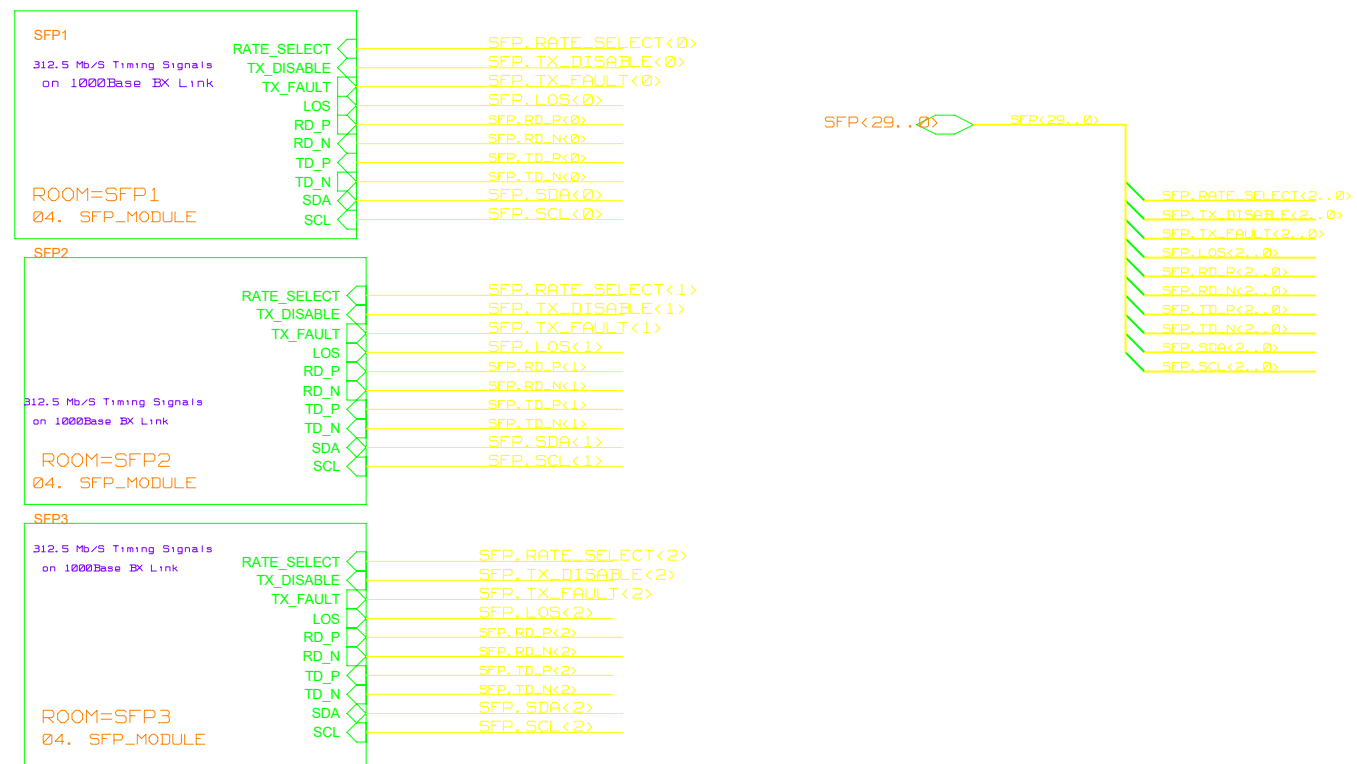 SFP1
312.5 Mb/S Timing Signals
on 1000Base BX Link
RATE_SELECT SFP.RATE_SELECT<0>
TX_DISABLE SFP.TX_DISABLE<0>
TX_FAULT SFP.TX_FAULT<0>
LOS SFP.LOS<0>
RD_P SFP.RD_P<0>
RD_N SFP.RD_N<0>
TD_P SFP.TD_P<0>
TD_N SFP.TD_N<0>
SDA SFP.SDA<0>
SCL SFP.SCL<0>
ROOM=SFP1
04. SFP_MODULE
SFP2
RATE_SELECT SFP.RATE_SELECT<1>
TX_DISABLE SFP.TX_DISABLE<1>
TX_FAULT SFP.TX_FAULT<1>
LOS SFP.LOS<1>
RD_P SFP.RD_P<1>
RD_N SFP.RD_N<1>
TD_P SFP.TD_P<1>
TD_N SFP.TD_N<1>
SDA SFP.SDA<1>
SCL SFP.SCL<1>
312.5 Mb/S Timing Signals
on 1000Base BX Link
ROOM=SFP2
04. SFP_MODULE
SFP3
312.5 Mb/S Timing Signals
on 1000Base BX Link
RATE_SELECT SFP.RATE_SELECT<2>
TX_DISABLE SFP.TX_DISABLE<2>
TX_FAULT SFP.TX_FAULT<2>
LOS SFP.LOS<2>
RD_P SFP.RD_P<2>
RD_N SFP.RD_N<2>
TD_P SFP.TD_P<2>
TD_N SFP.TD_N<2>
SDA SFP.SDA<2>
SCL SFP.SCL<2>
ROOM=SFP3
04. SFP_MODULE
SFP<29..0> SFP<29..0>
SFP.RATE_SELECT<2..0>
SFP.TX_DISABLE<2..0>
SFP.TX_FAULT<2..0>
SFP.LOS<2..0>
SFP.RD_P<2..0>
SFP.RD_N<2..0>
SFP.TD_P<2..0>
SFP.TD_N<2..0>
SFP.SDA<2..0>
SFP.SCL<2..0>